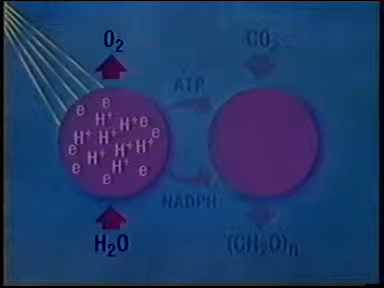 O₂
CO₂
ATP
e e
H⁺ H⁺ e
H⁺ H⁺ e
e H⁺ H⁺
H⁺
e H⁺ e
e
NADPH
H₂O
(CH₂O)n